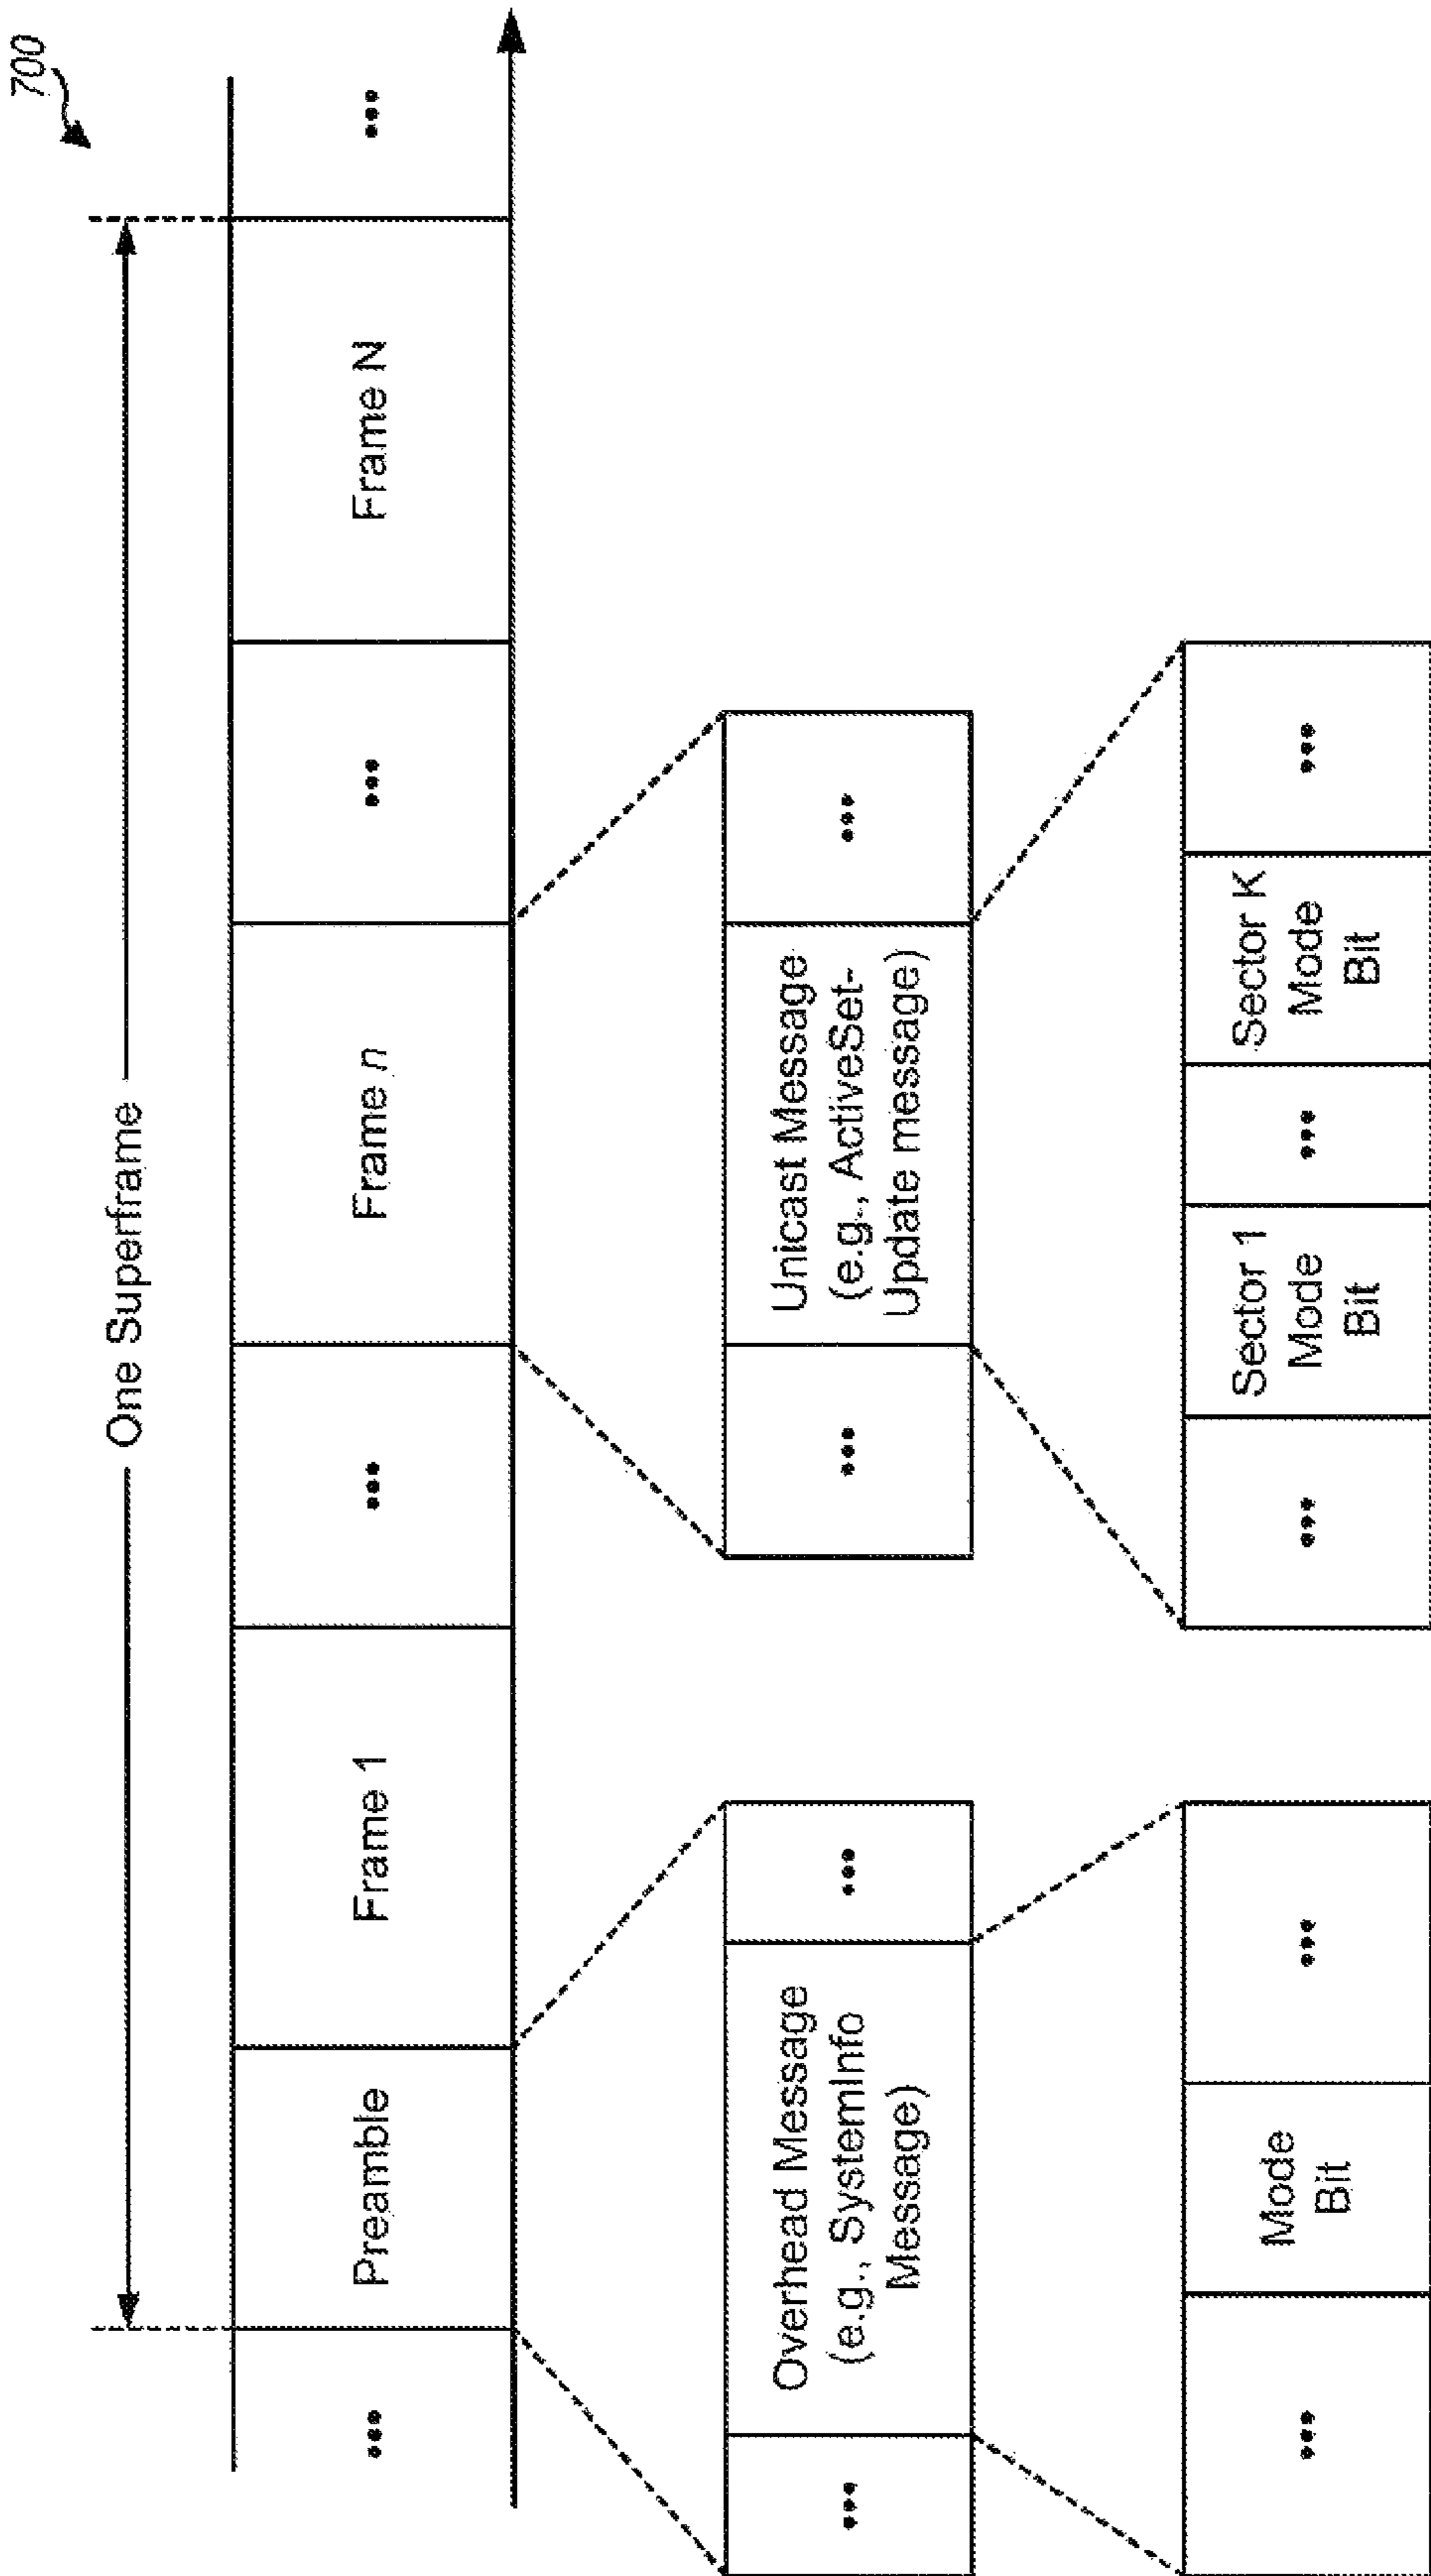 700
One Superframe
... Preamble Frame 1 ... Frame n ... Frame N ...
... Overhead Message
(e.g., SystemInfo
Message) ...
... Unicast Message
(e.g., ActiveSet-
Update message) ...
... Mode
Bit ...
... Sector 1
Mode
Bit ... Sector K
Mode
Bit ...